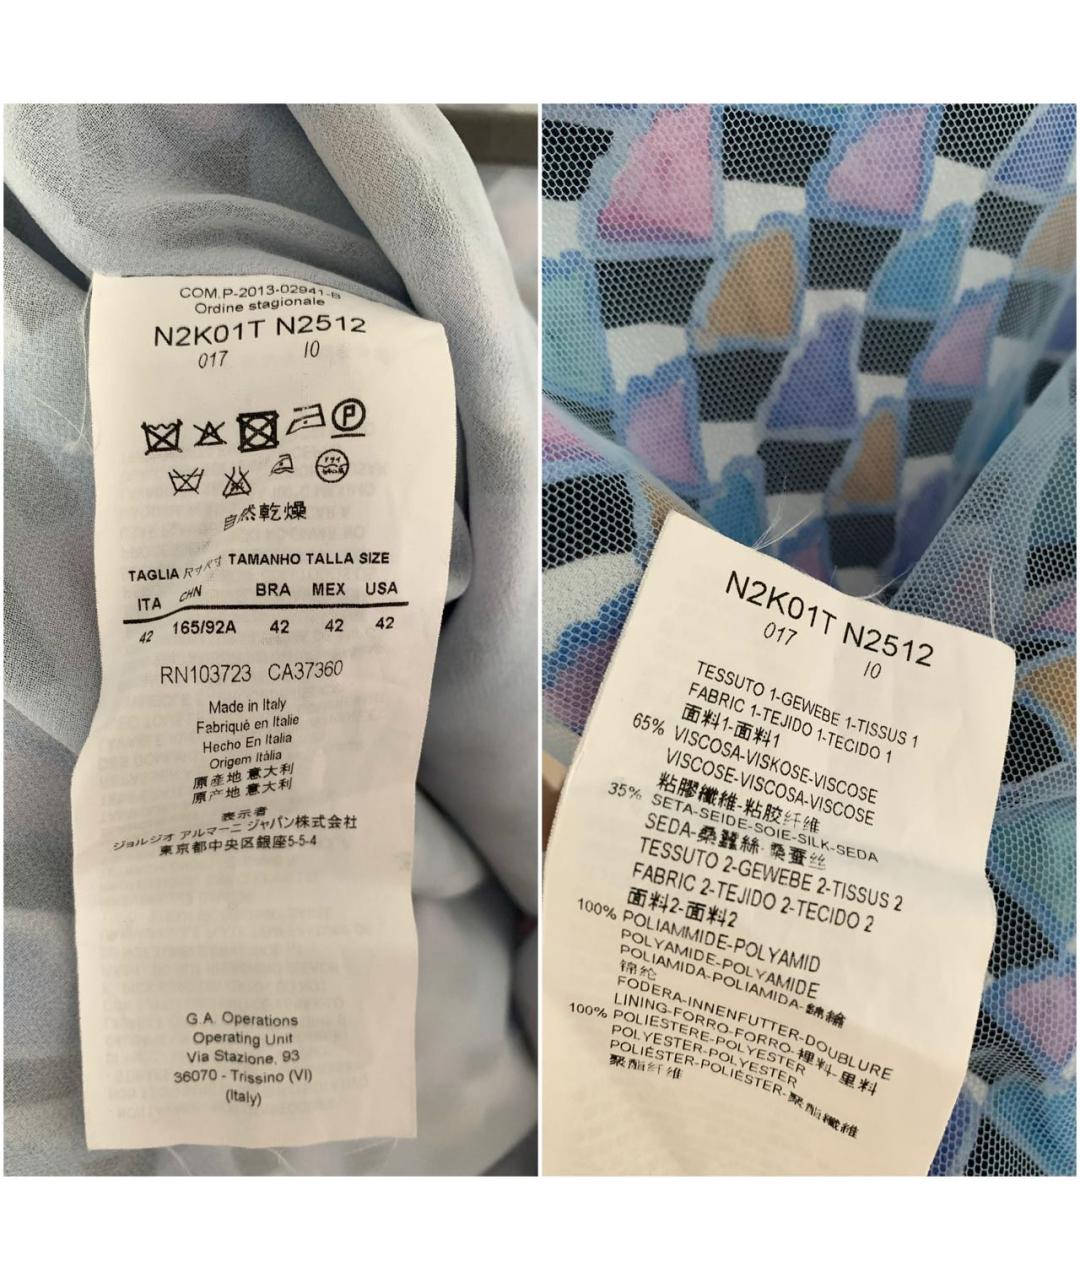 COM.P-2013-02941-B
Ordine stagionale
N2K01T N2512
017 10
自然乾燥
TAGLIA 尺寸尺寸 TAMANHO TALLA SIZE
ITA CHN BRA MEX USA
42 165/92A 42 42 42
RN103723 CA37360
Made in Italy
Fabriqué en Italie
Hecho En Italia
Origem Itália
原産地 意大利
原产地 意大利
表示者
ジョルジオ アルマーニ ジャパン株式会社
東京都中央区銀座5-5-4
G.A. Operations
Operating Unit
Via Stazione, 93
36070 - Trissino (VI)
(Italy)
N2K01T N2512
017 10
TESSUTO 1-GEWEBE 1-TISSUS 1
FABRIC 1-TEJIDO 1-TECIDO 1
面料1-面料1
65% VISCOSA-VISKOSE-VISCOSE
VISCOSE-VISCOSA-VISCOSE
粘膠纖維-粘胶纤维
35% SETA-SEIDE-SOIE-SILK-SEDA
SEDA-桑蠶絲-桑蚕丝
TESSUTO 2-GEWEBE 2-TISSUS 2
FABRIC 2-TEJIDO 2-TECIDO 2
面料2-面料2
100% POLIAMMIDE-POLYAMID
POLYAMIDE-POLYAMIDE
POLIAMIDA-POLIAMIDA-錦綸
锦纶
FODERA-INNENFUTTER-DOUBLURE
LINING-FORRO-FORRO-裡料-里料
100% POLIESTERE-POLYESTER
POLYESTER-POLYESTER
POLIÉSTER-POLIÉSTER-聚酯纖維
聚酯纤维